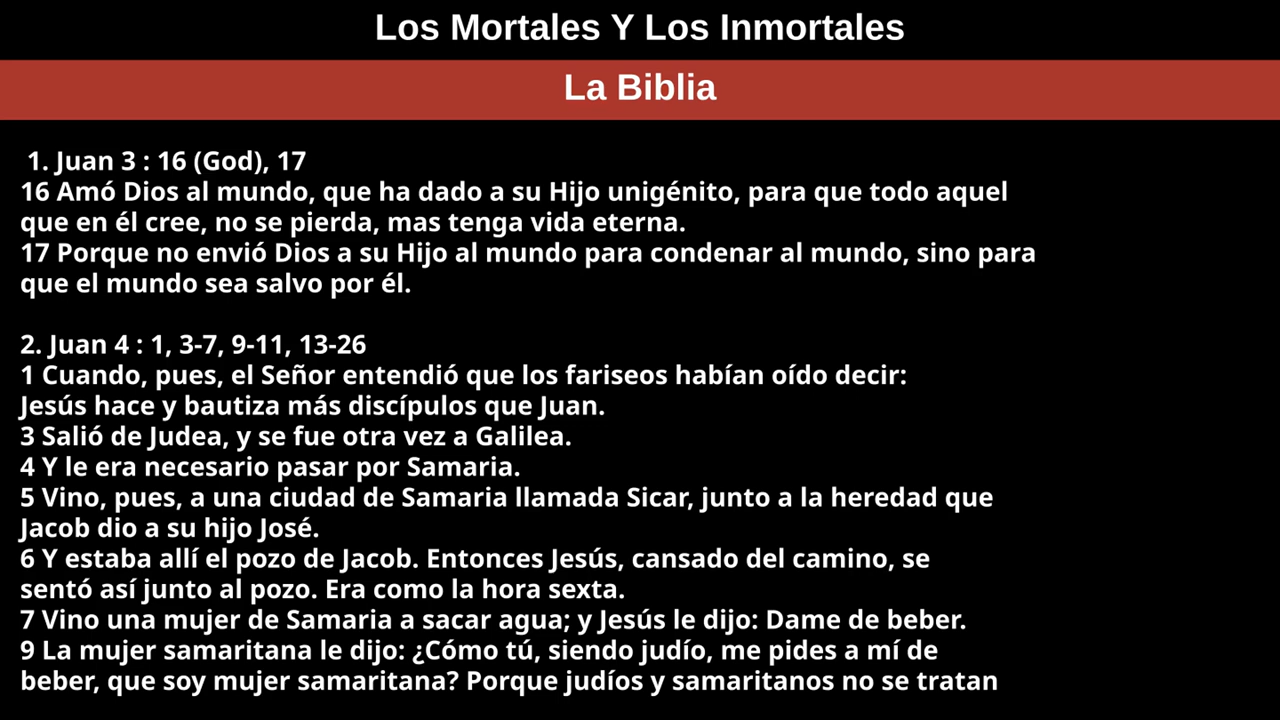 Los Mortales Y Los Inmortales
La Biblia
1. Juan 3 : 16 (God), 17
16 Amó Dios al mundo, que ha dado a su Hijo unigénito, para que todo aquel
que en él cree, no se pierda, mas tenga vida eterna.
17 Porque no envió Dios a su Hijo al mundo para condenar al mundo, sino para
que el mundo sea salvo por él.
2. Juan 4 : 1, 3-7, 9-11, 13-26
1 Cuando, pues, el Señor entendió que los fariseos habían oído decir:
Jesús hace y bautiza más discípulos que Juan.
3 Salió de Judea, y se fue otra vez a Galilea.
4 Y le era necesario pasar por Samaria.
5 Vino, pues, a una ciudad de Samaria llamada Sicar, junto a la heredad que
Jacob dio a su hijo José.
6 Y estaba allí el pozo de Jacob. Entonces Jesús, cansado del camino, se
sentó así junto al pozo. Era como la hora sexta.
7 Vino una mujer de Samaria a sacar agua; y Jesús le dijo: Dame de beber.
9 La mujer samaritana le dijo: ¿Cómo tú, siendo judío, me pides a mí de
beber, que soy mujer samaritana? Porque judíos y samaritanos no se tratan